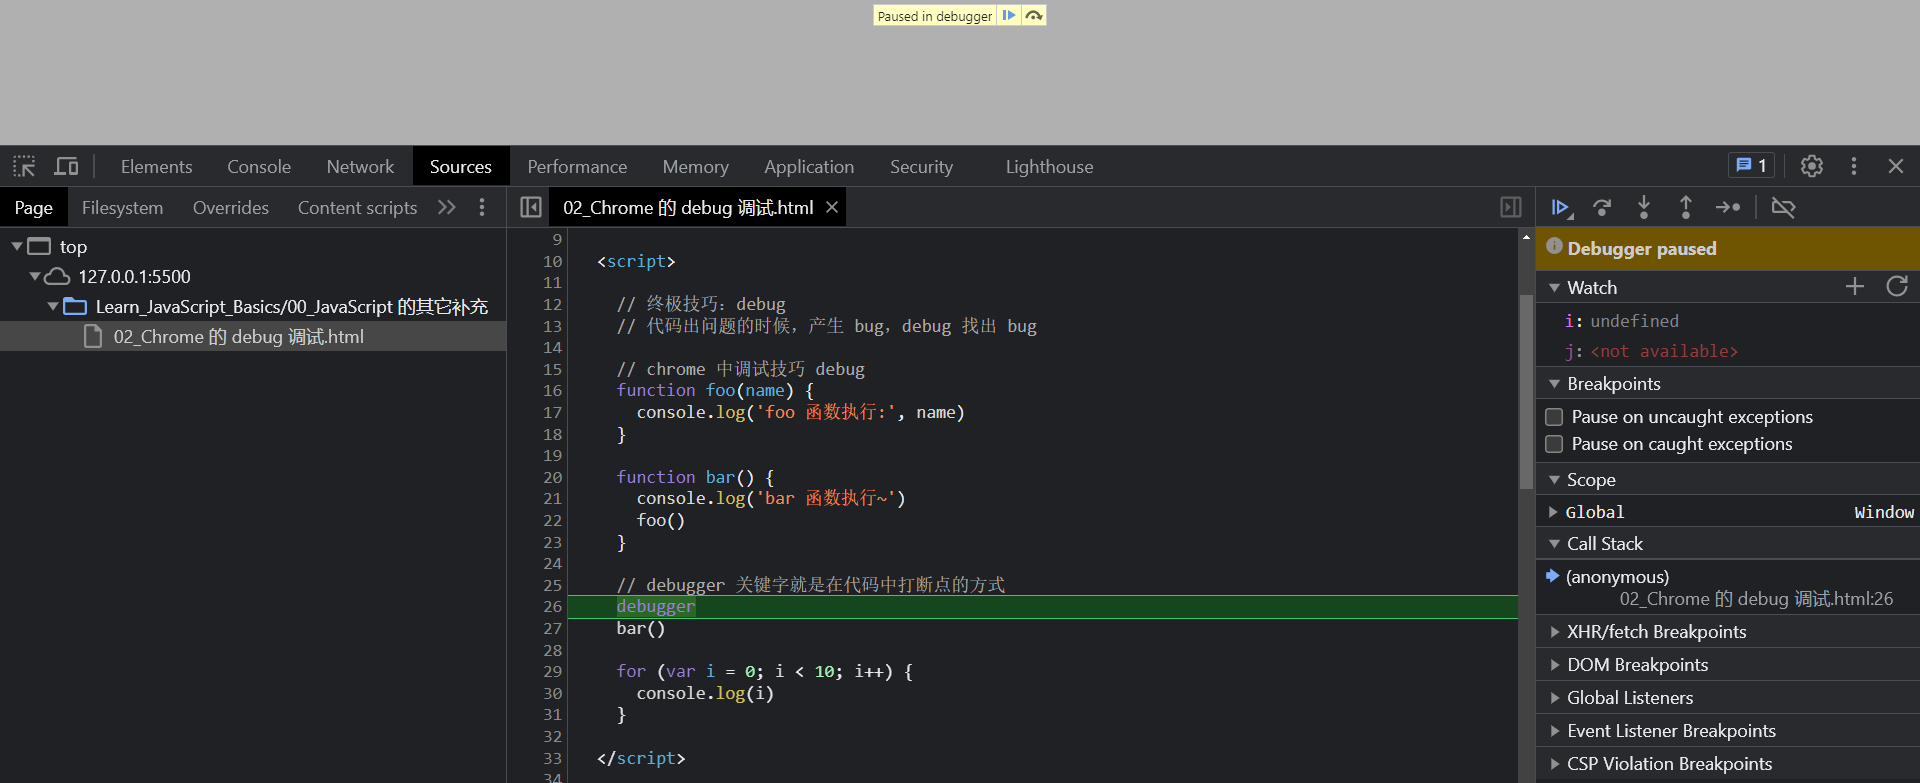 Paused in debugger
Elements Console Network Sources Performance Memory Application Security Lighthouse 1
Page Filesystem Overrides Content scripts
top
127.0.0.1:5500
Learn_JavaScript_Basics/00_JavaScript 的其它补充
02_Chrome 的 debug 调试.html
02_Chrome 的 debug 调试.html
9
10 <script>
11
12 // 终极技巧：debug
13 // 代码出问题的时候，产生 bug，debug 找出 bug
14
15 // chrome 中调试技巧 debug
16 function foo(name) {
17 console.log('foo 函数执行:', name)
18 }
19
20 function bar() {
21 console.log('bar 函数执行~')
22 foo()
23 }
24
25 // debugger 关键字就是在代码中打断点的方式
26 debugger
27 bar()
28
29 for (var i = 0; i < 10; i++) {
30 console.log(i)
31 }
32
33 </script>
34
Debugger paused
Watch
i: undefined
j: <not available>
Breakpoints
Pause on uncaught exceptions
Pause on caught exceptions
Scope
Global Window
Call Stack
(anonymous)
02_Chrome 的 debug 调试.html:26
XHR/fetch Breakpoints
DOM Breakpoints
Global Listeners
Event Listener Breakpoints
CSP Violation Breakpoints